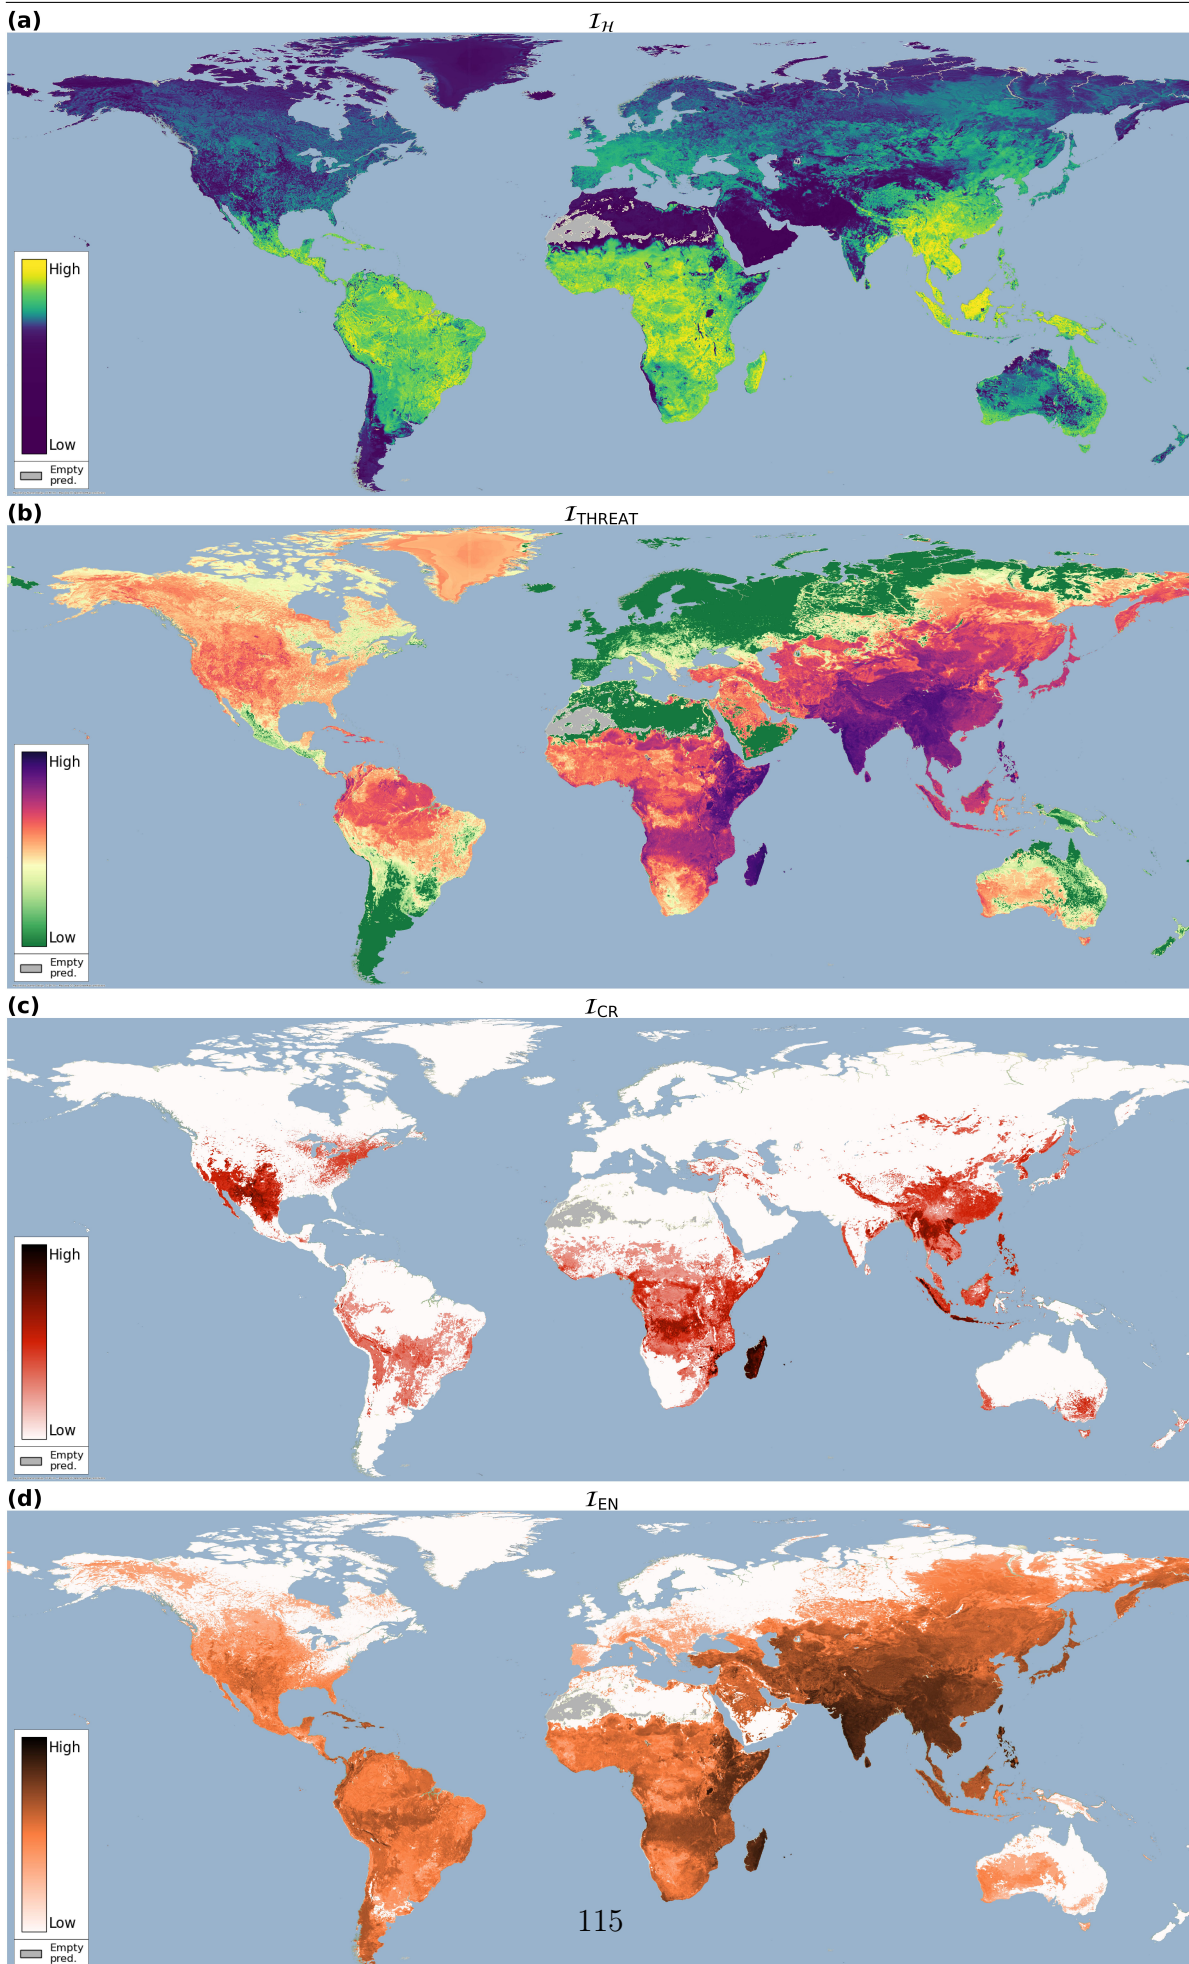 (a)
I_H
High
Low
Empty
pred.
(b)
I_THREAT
High
Low
Empty
pred.
(c)
I_CR
High
Low
Empty
pred.
(d)
I_EN
High
Low
Empty
pred.
115